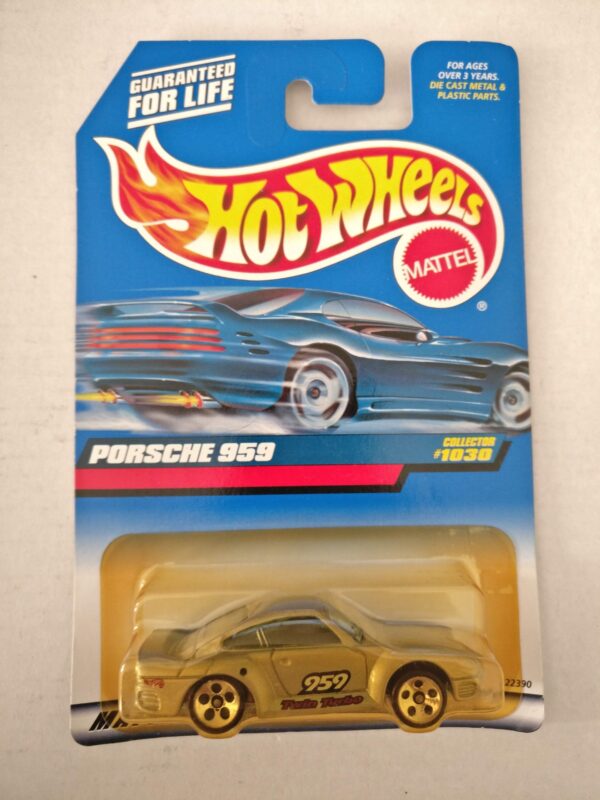 GUARANTEED
FOR LIFE
FOR AGES
OVER 3 YEARS.
DIE CAST METAL &
PLASTIC PARTS.
HOT WHEELS
MATTEL
®
PORSCHE 959
COLLECTOR
#1030
959
Twin Turbo
22390